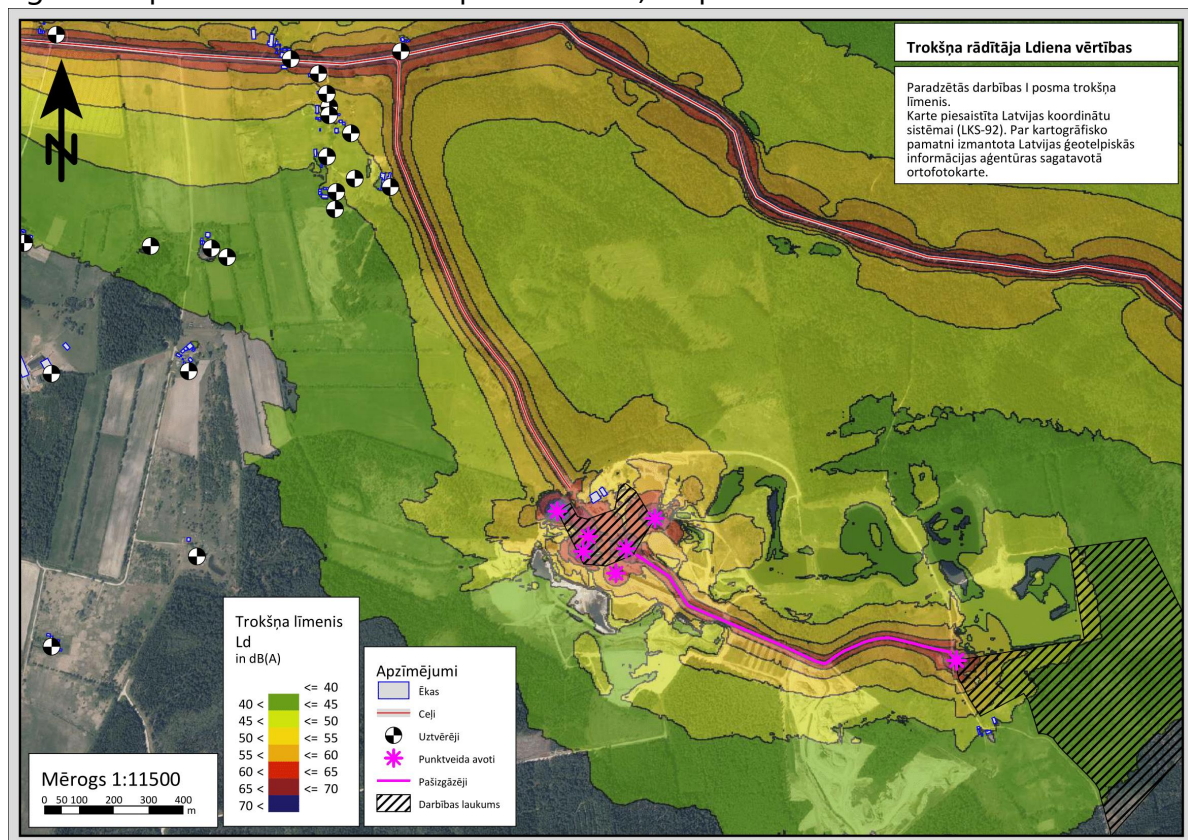 Trokšņa rādītāja Ldiena vērtības
Paradzētās darbības I posma trokšņa
līmenis.
Karte piesaistīta Latvijas koordinātu
sistēmai (LKS-92). Par kartogrāfisko
pamatni izmantota Latvijas ģeotelpiskās
informācijas aģentūras sagatavotā
ortofotokarte.
N
Trokšņa līmenis
Ld
in dB(A)
<= 40
40 < <= 45
45 < <= 50
50 < <= 55
55 < <= 60
60 < <= 65
65 < <= 70
70 <
Apzīmējumi
Ēkas
Ceļi
Uztvērēji
Punktveida avoti
Pašizgāzēji
Darbības laukums
Mērogs 1:11500
0 50 100 200 300 400
m